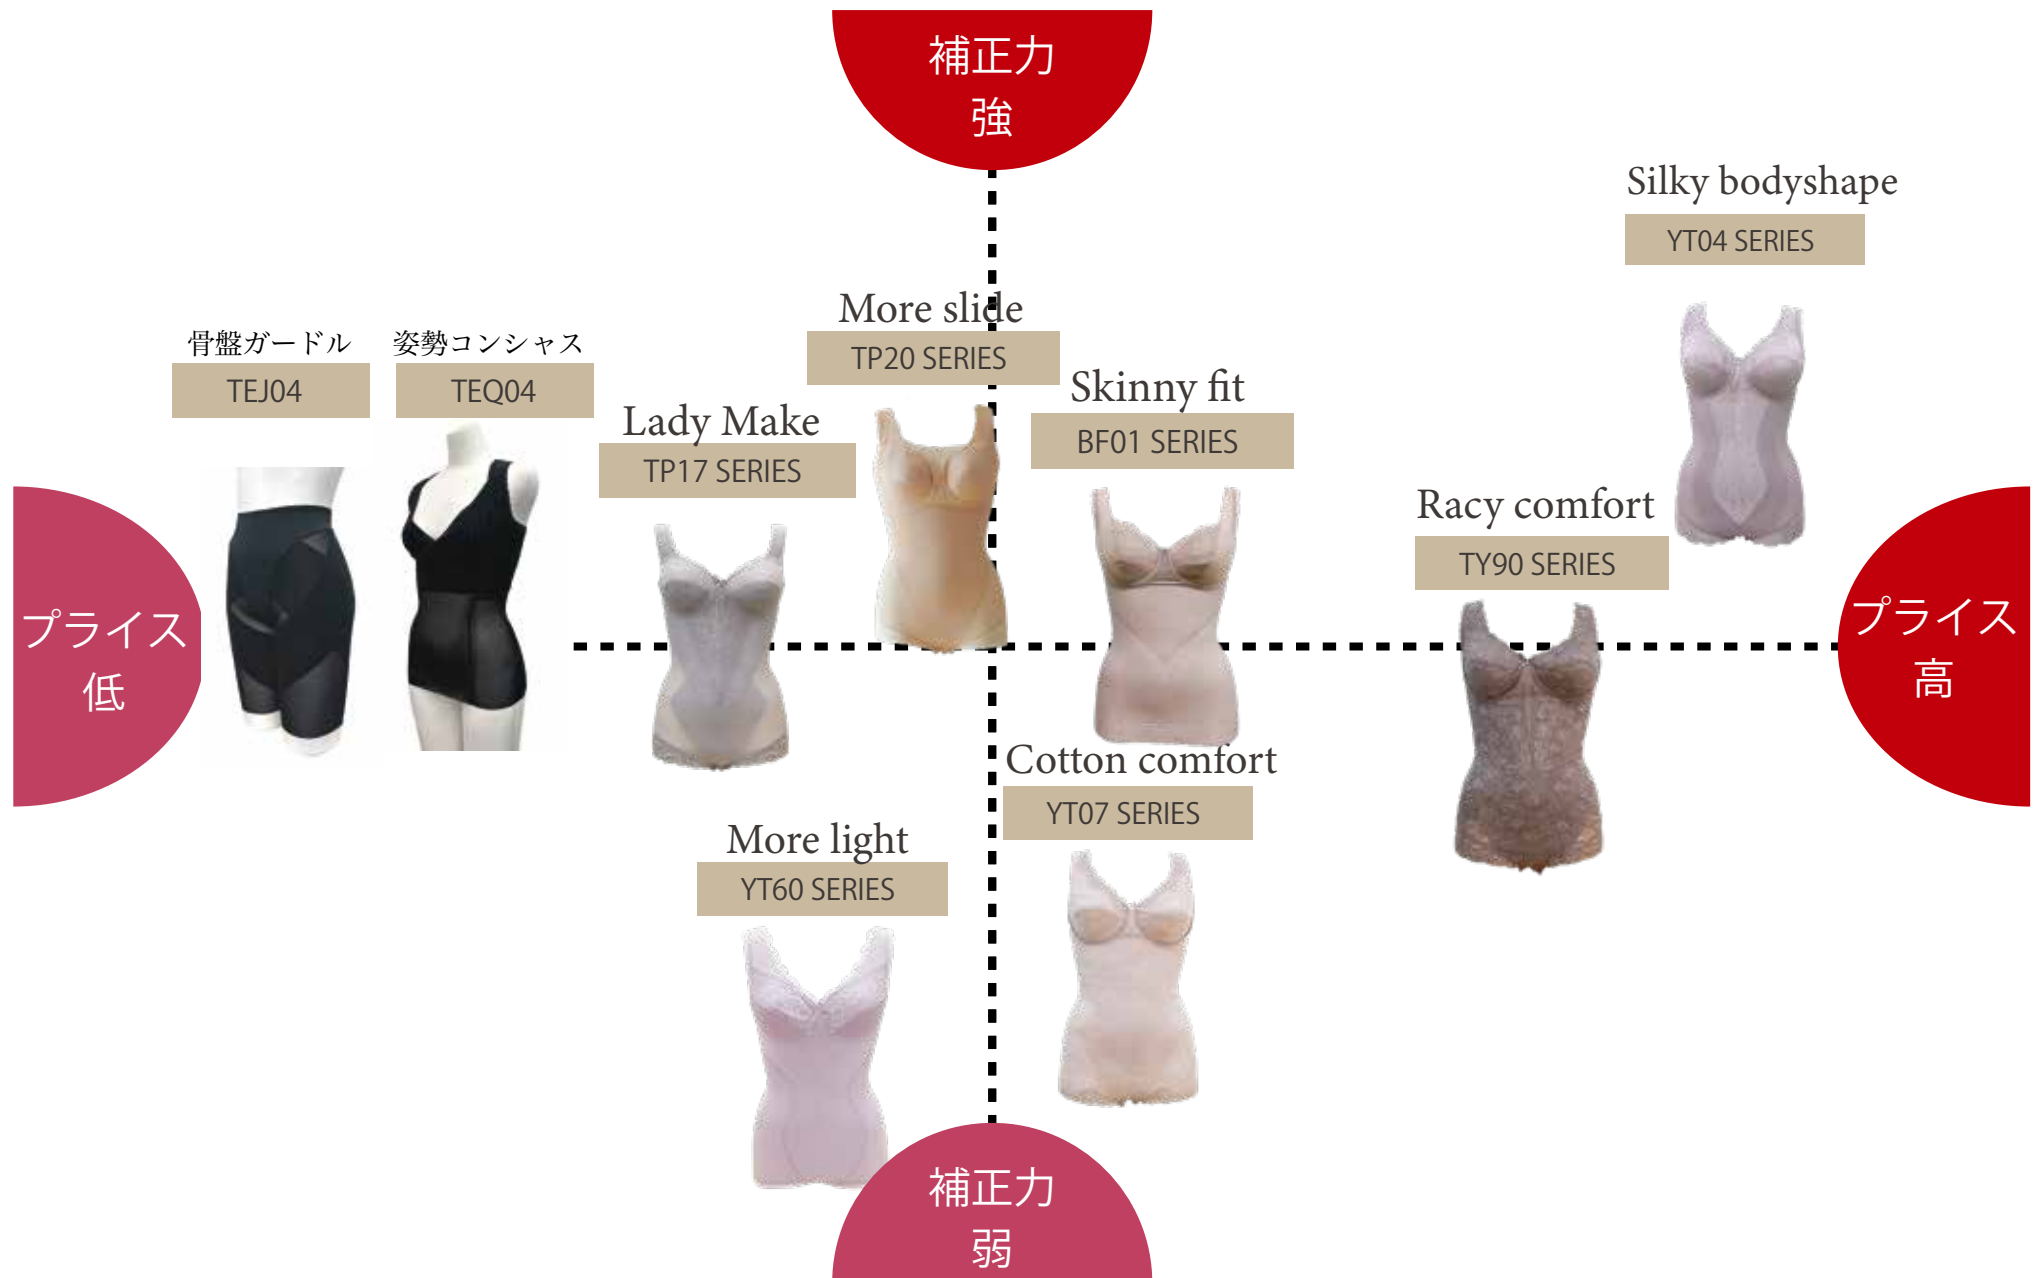 補正力
強
Silky bodyshape
YT04 SERIES
More slide
TP20 SERIES
骨盤ガードル
TEJ04
姿勢コンシャス
TEQ04
Skinny fit
BF01 SERIES
Lady Make
TP17 SERIES
Racy comfort
TY90 SERIES
プライス
低
プライス
高
Cotton comfort
YT07 SERIES
More light
YT60 SERIES
補正力
弱